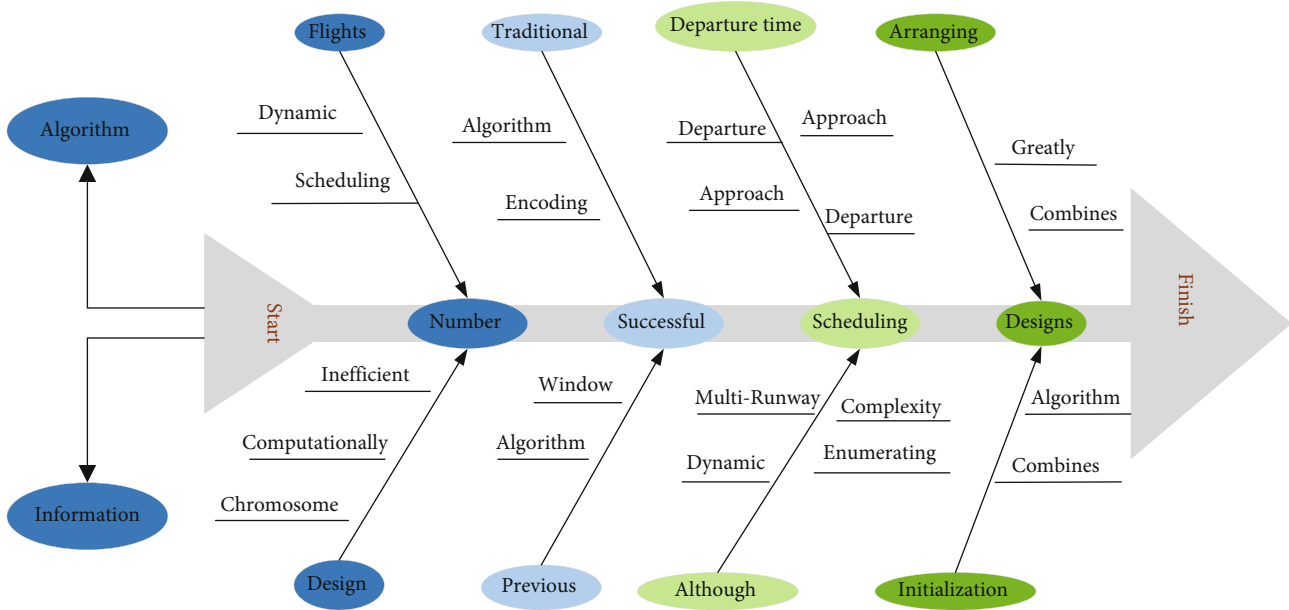 Flights
Traditional
Departure time
Arranging
Dynamic
Algorithm
Algorithm
Departure
Approach
Greatly
Scheduling
Encoding
Approach
Departure
Combines
Start
Number
Successful
Scheduling
Designs
Finish
Inefficient
Window
Multi-Runway
Complexity
Algorithm
Computationally
Algorithm
Dynamic
Enumerating
Combines
Chromosome
Information
Design
Previous
Although
Initialization